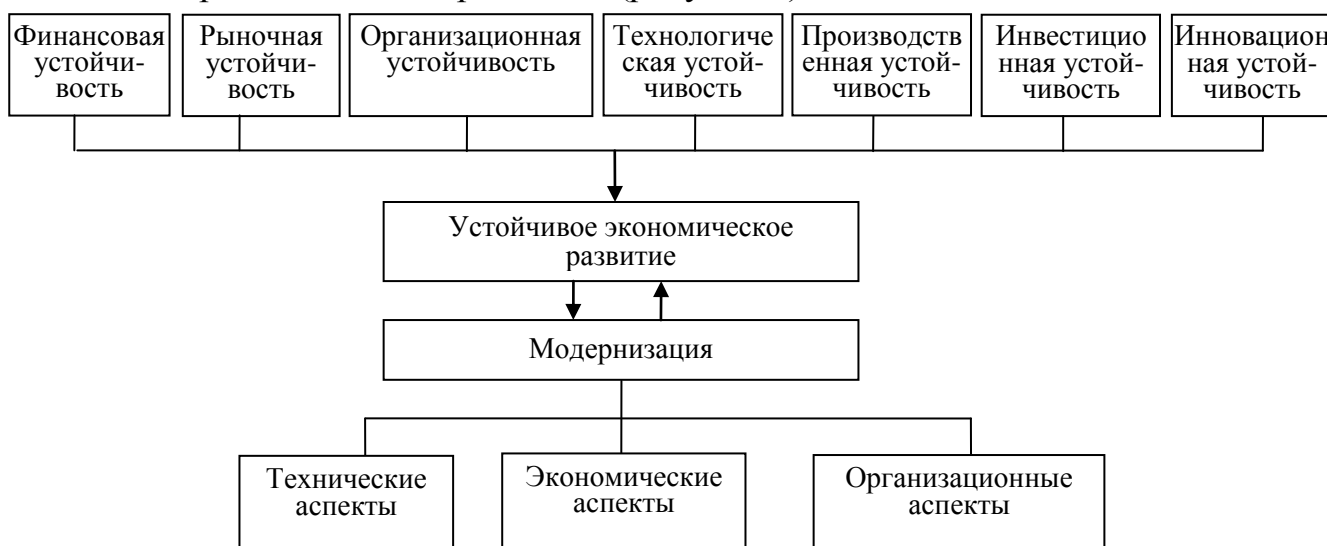 Финансовая
устойчи-
вость
Рыночная
устойчи-
вость
Организационная
устойчивость
Технологиче
ская устой-
чивость
Производств
енная устой-
чивость
Инвестицио
нная устой-
чивость
Инновацион
ная устой-
чивость
Устойчивое экономическое
развитие
Модернизация
Технические
аспекты
Экономические
аспекты
Организационные
аспекты